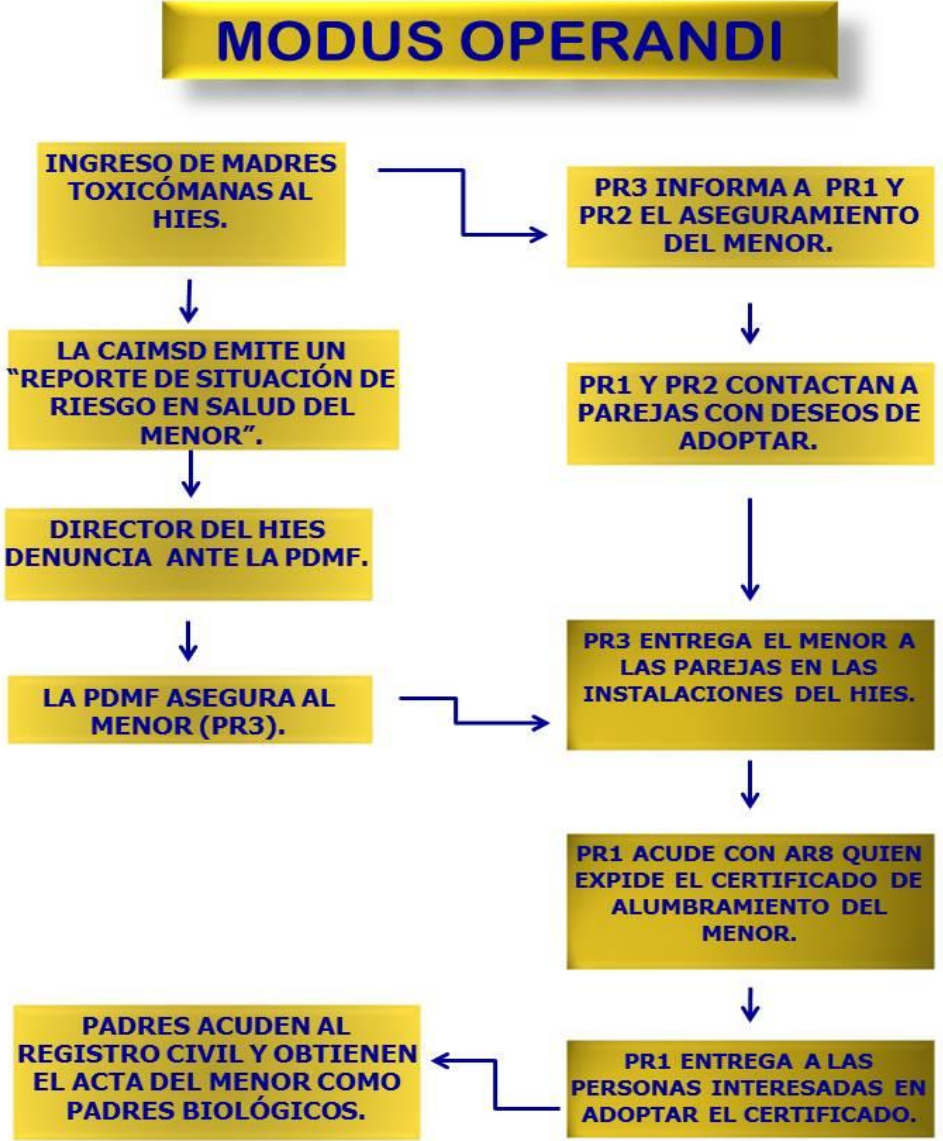 MODUS OPERANDI
INGRESO DE MADRES
TOXICÓMANAS AL
HIES.
LA CAIMSD EMITE UN
“REPORTE DE SITUACIÓN DE
RIESGO EN SALUD DEL
MENOR”.
DIRECTOR DEL HIES
DENUNCIA ANTE LA PDMF.
LA PDMF ASEGURA AL
MENOR (PR3).
PR3 INFORMA A PR1 Y
PR2 EL ASEGURAMIENTO
DEL MENOR.
PR1 Y PR2 CONTACTAN A
PAREJAS CON DESEOS DE
ADOPTAR.
PR3 ENTREGA EL MENOR A
LAS PAREJAS EN LAS
INSTALACIONES DEL HIES.
PR1 ACUDE CON AR8 QUIEN
EXPIDE EL CERTIFICADO DE
ALUMBRAMIENTO DEL
MENOR.
PR1 ENTREGA A LAS
PERSONAS INTERESADAS EN
ADOPTAR EL CERTIFICADO.
PADRES ACUDEN AL
REGISTRO CIVIL Y OBTIENEN
EL ACTA DEL MENOR COMO
PADRES BIOLÓGICOS.